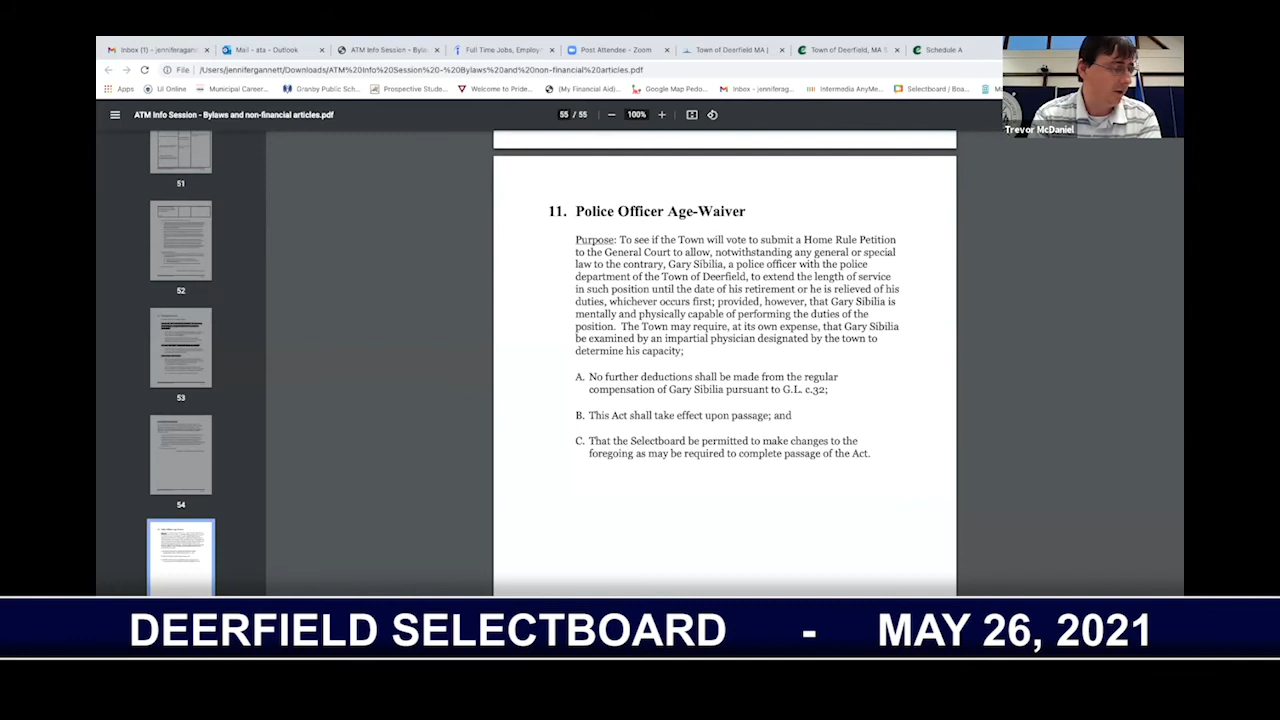 Inbox (1) - jenniferagann
Mail - ata - Outlook
ATM Info Session - Byla
Full Time Jobs, Employ
Post Attendee - Zoom
Town of Deerfield MA |
Town of Deerfield, MA
Schedule A
File /Users/jennifergannett/Downloads/ATM%20Info%20Session%20-%20Bylaws%20and%20non-financial%20articles.pdf
Apps
UI Online
Municipal Career...
Granby Public Sch...
Prospective Stude...
Welcome to Pride...
(My Financial Aid)...
Google Map Pedo...
Inbox - jenniferag...
Intermedia AnyMe...
Selectboard / Boa...
Trevor McDaniel
ATM Info Session - Bylaws and non-financial articles.pdf
55 / 55
100%
51
52
53
54
11. Police Officer Age-Waiver
Purpose: To see if the Town will vote to submit a Home Rule Petition
to the General Court to allow, notwithstanding any general or special
law to the contrary, Gary Sibilia, a police officer with the police
department of the Town of Deerfield, to extend the length of service
in such position until the date of his retirement or he is relieved of his
duties, whichever occurs first; provided, however, that Gary Sibilia is
mentally and physically capable of performing the duties of the
position. The Town may require, at its own expense, that Gary Sibilia
be examined by an impartial physician designated by the town to
determine his capacity;
A. No further deductions shall be made from the regular
compensation of Gary Sibilia pursuant to G.L. c.32;
B. This Act shall take effect upon passage; and
C. That the Selectboard be permitted to make changes to the
foregoing as may be required to complete passage of the Act.
DEERFIELD SELECTBOARD - MAY 26, 2021